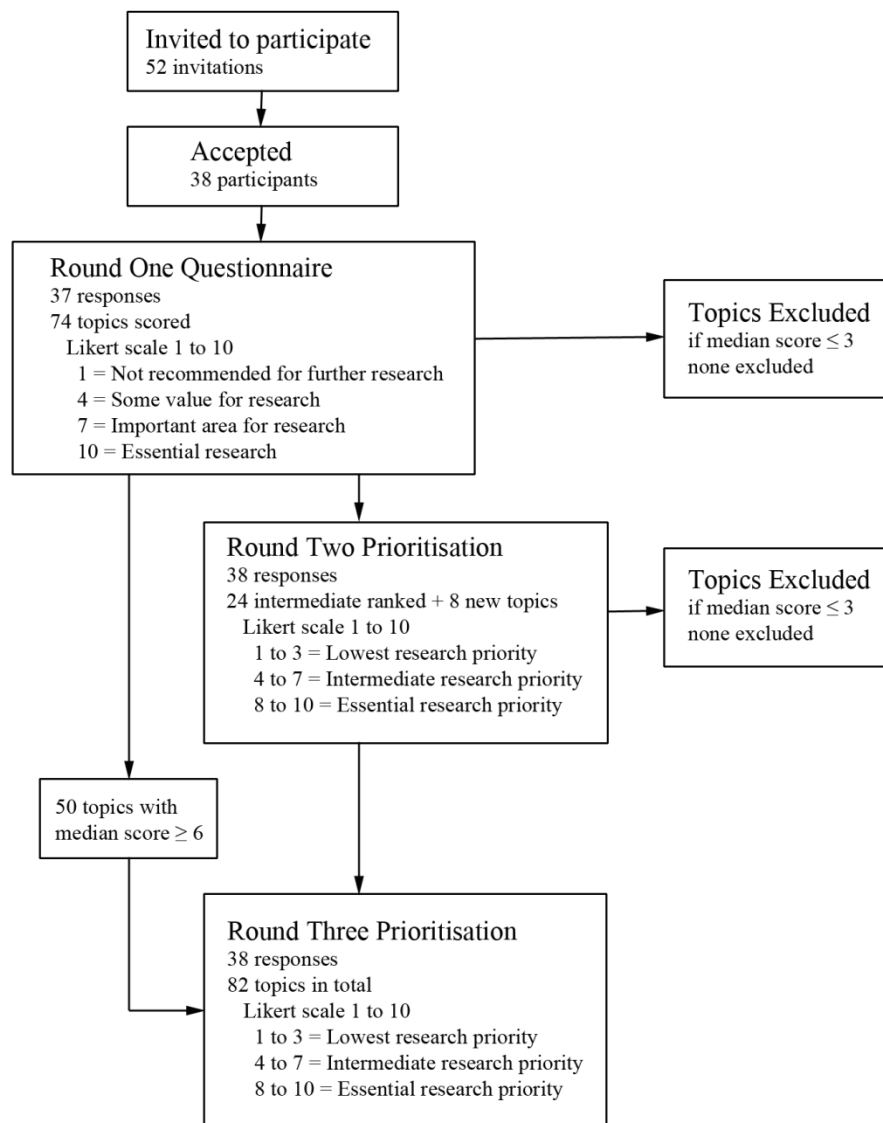 Invited to participate
52 invitations
Accepted
38 participants
Round One Questionnaire
37 responses
74 topics scored
Likert scale 1 to 10
1 = Not recommended for further research
4 = Some value for research
7 = Important area for research
10 = Essential research
Topics Excluded
if median score ≤ 3
none excluded
Round Two Prioritisation
38 responses
24 intermediate ranked + 8 new topics
Likert scale 1 to 10
1 to 3 = Lowest research priority
4 to 7 = Intermediate research priority
8 to 10 = Essential research priority
Topics Excluded
if median score ≤ 3
none excluded
50 topics with
median score ≥ 6
Round Three Prioritisation
38 responses
82 topics in total
Likert scale 1 to 10
1 to 3 = Lowest research priority
4 to 7 = Intermediate research priority
8 to 10 = Essential research priority